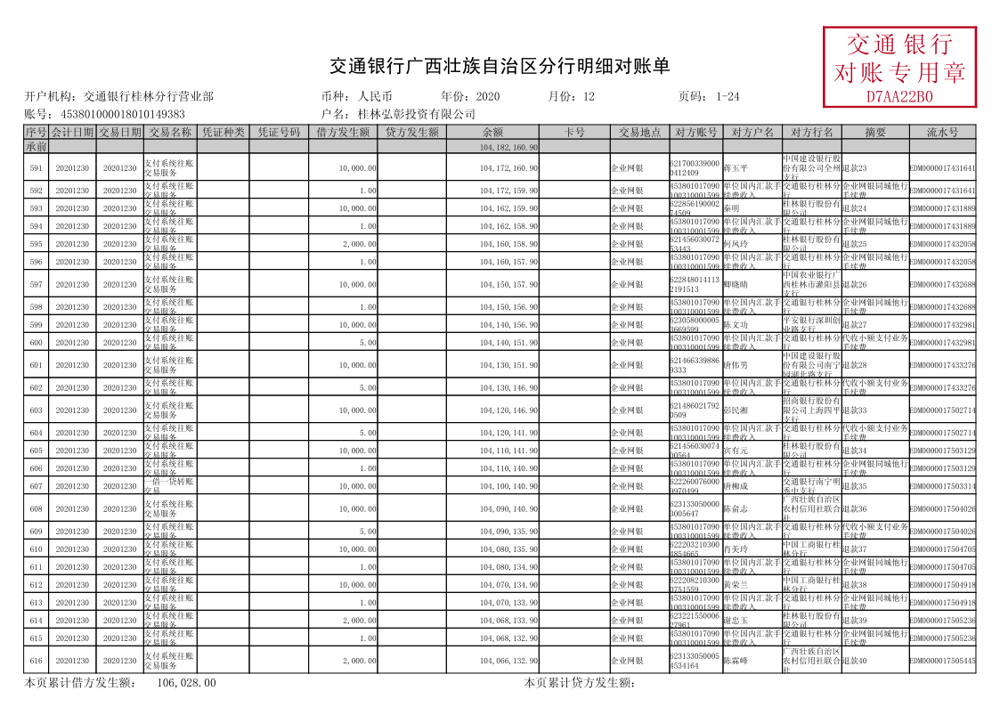 交通银行
对账专用章
D7AA22B0
交通银行广西壮族自治区分行明细对账单
开户机构：交通银行桂林分行营业部 币种：人民币 年份：2020 月份：12 页码：1-24
账号：453801000018010149383 户名：桂林弘彰投资有限公司
序号 会计日期 交易日期 交易名称 凭证种类 凭证号码 借方发生额 贷方发生额 余额 卡号 交易地点 对方账号 对方户名 对方行名 摘要 流水号
承前 104,182,160.90
591 20201230 20201230 支付系统往账交易服务 10,000.00 104,172,160.90 企业网银 6217003390000412409 蒋玉平 中国建设银行股份有限公司全州支行 退款23 EDM0000017431641
592 20201230 20201230 支付系统往账交易服务 1.00 104,172,159.90 企业网银 453801017090100310001599 单位国内汇款手续费收入 交通银行桂林分行 企业网银同城他行手续费 EDM0000017431641
593 20201230 20201230 支付系统往账交易服务 10,000.00 104,162,159.90 企业网银 62285619000274509 秦明 桂林银行股份有限公司 退款24 EDM0000017431889
594 20201230 20201230 支付系统往账交易服务 1.00 104,162,158.90 企业网银 453801017090100310001599 单位国内汇款手续费收入 交通银行桂林分行 企业网银同城他行手续费 EDM0000017431889
595 20201230 20201230 支付系统往账交易服务 2,000.00 104,160,158.90 企业网银 62145603007253443 何凤玲 桂林银行股份有限公司 退款25 EDM0000017432058
596 20201230 20201230 支付系统往账交易服务 1.00 104,160,157.90 企业网银 453801017090100310001599 单位国内汇款手续费收入 交通银行桂林分行 企业网银同城他行手续费 EDM0000017432058
597 20201230 20201230 支付系统往账交易服务 10,000.00 104,150,157.90 企业网银 6228480141132191513 卿晓晴 中国农业银行广西桂林市灌阳县支行 退款26 EDM0000017432688
598 20201230 20201230 支付系统往账交易服务 1.00 104,150,156.90 企业网银 453801017090100310001599 单位国内汇款手续费收入 交通银行桂林分行 企业网银同城他行手续费 EDM0000017432688
599 20201230 20201230 支付系统往账交易服务 10,000.00 104,140,156.90 企业网银 6230580000053669599 陈文功 平安银行深圳创业路支行 退款27 EDM0000017432981
600 20201230 20201230 支付系统往账交易服务 5.00 104,140,151.90 企业网银 453801017090100310001599 单位国内汇款手续费收入 交通银行桂林分行 代收小额支付业务手续费 EDM0000017432981
601 20201230 20201230 支付系统往账交易服务 10,000.00 104,130,151.90 企业网银 6214663398869333 唐伟男 中国建设银行股份有限公司南宁园湖北路支行 退款28 EDM0000017433276
602 20201230 20201230 支付系统往账交易服务 5.00 104,130,146.90 企业网银 453801017090100310001599 单位国内汇款手续费收入 交通银行桂林分行 代收小额支付业务手续费 EDM0000017433276
603 20201230 20201230 支付系统往账交易服务 10,000.00 104,120,146.90 企业网银 6214860217920509 彭民湘 招商银行股份有限公司上海四平支行 退款33 EDM0000017502714
604 20201230 20201230 支付系统往账交易服务 5.00 104,120,141.90 企业网银 453801017090100310001599 单位国内汇款手续费收入 交通银行桂林分行 代收小额支付业务手续费 EDM0000017502714
605 20201230 20201230 支付系统往账交易服务 10,000.00 104,110,141.90 企业网银 62145603007400564 宾有元 桂林银行股份有限公司 退款34 EDM0000017503129
606 20201230 20201230 支付系统往账交易服务 1.00 104,110,140.90 企业网银 453801017090100310001599 单位国内汇款手续费收入 交通银行桂林分行 企业网银同城他行手续费 EDM0000017503129
607 20201230 20201230 一借一贷转账交易 10,000.00 104,100,140.90 企业网银 6222600760009970499 唐柳成 交通银行南宁明秀中支行 退款35 EDM0000017503314
608 20201230 20201230 支付系统往账交易服务 10,000.00 104,090,140.90 企业网银 6231330500003005647 陈俞志 广西壮族自治区农村信用社联合社 退款36 EDM0000017504026
609 20201230 20201230 支付系统往账交易服务 5.00 104,090,135.90 企业网银 453801017090100310001599 单位国内汇款手续费收入 交通银行桂林分行 代收小额支付业务手续费 EDM0000017504026
610 20201230 20201230 支付系统往账交易服务 10,000.00 104,080,135.90 企业网银 6222032103004854665 肖美玲 中国工商银行桂林分行 退款37 EDM0000017504705
611 20201230 20201230 支付系统往账交易服务 1.00 104,080,134.90 企业网银 453801017090100310001599 单位国内汇款手续费收入 交通银行桂林分行 企业网银同城他行手续费 EDM0000017504705
612 20201230 20201230 支付系统往账交易服务 10,000.00 104,070,134.90 企业网银 6222082103000751559 黄荣兰 中国工商银行桂林分行 退款38 EDM0000017504918
613 20201230 20201230 支付系统往账交易服务 1.00 104,070,133.90 企业网银 453801017090100310001599 单位国内汇款手续费收入 交通银行桂林分行 企业网银同城他行手续费 EDM0000017504918
614 20201230 20201230 支付系统往账交易服务 2,000.00 104,068,133.90 企业网银 62322155000627961 谢忠玉 桂林银行股份有限公司 退款39 EDM0000017505236
615 20201230 20201230 支付系统往账交易服务 1.00 104,068,132.90 企业网银 453801017090100310001599 单位国内汇款手续费收入 交通银行桂林分行 企业网银同城他行手续费 EDM0000017505236
616 20201230 20201230 支付系统往账交易服务 2,000.00 104,066,132.90 企业网银 6231330500054534164 陈霖峰 广西壮族自治区农村信用社联合社 退款40 EDM0000017505445
本页累计借方发生额： 106,028.00 本页累计贷方发生额：